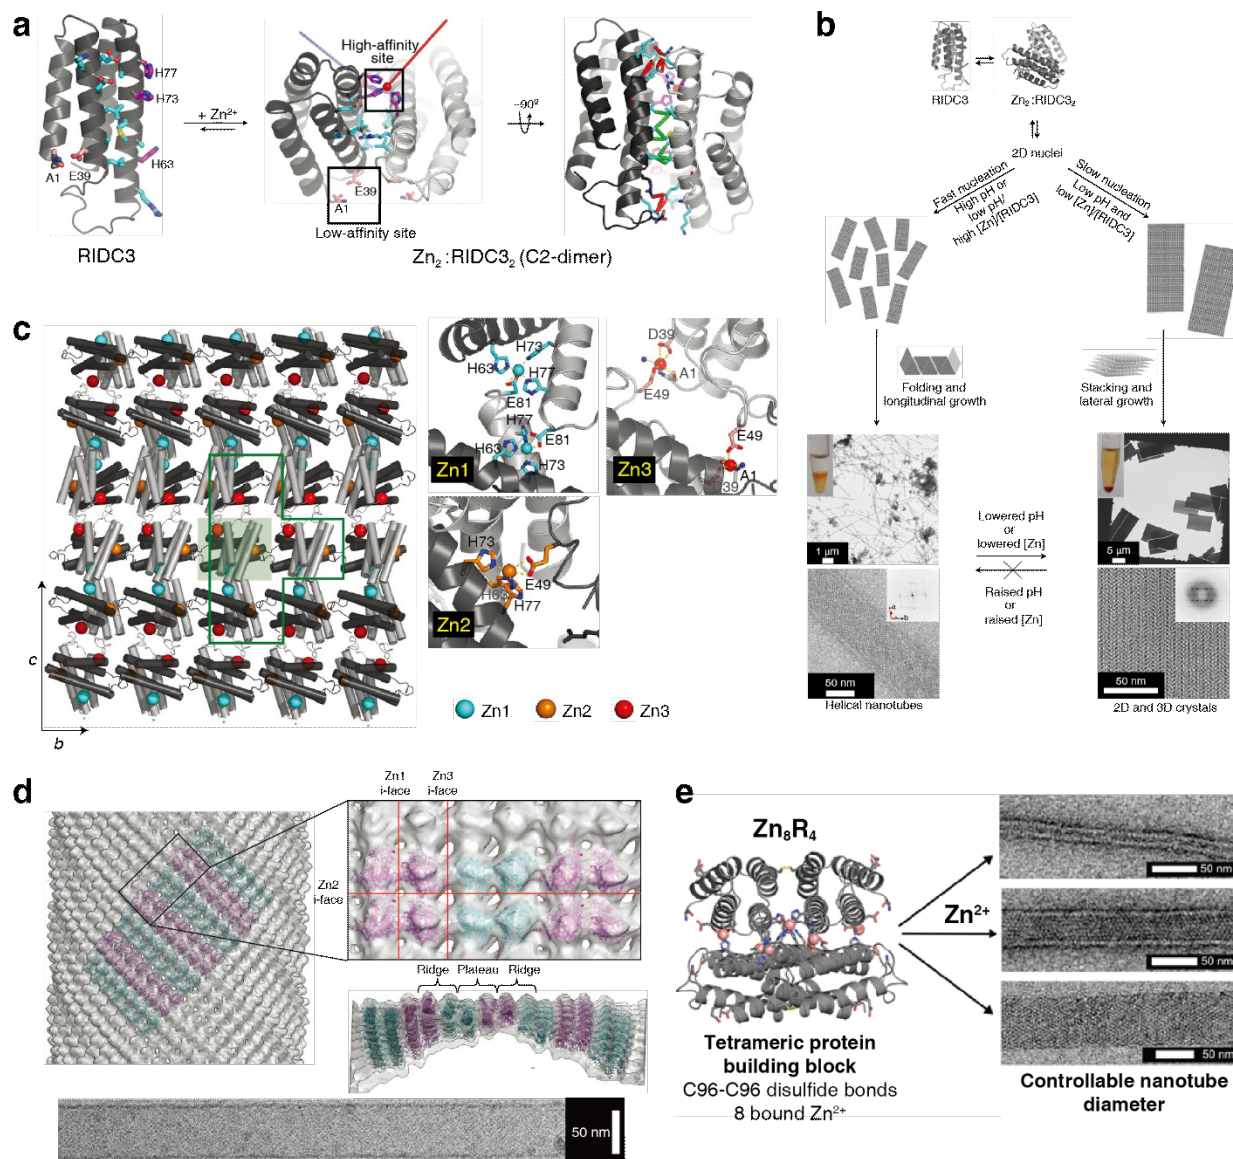 a
H77
H73
H63
A1
E39
RIDC3
+ Zn2+
High-affinity
site
E39
A1
Low-affinity site
~90º
Zn2:RIDC32 (C2-dimer)
b
RIDC3
Zn2:RIDC32
2D nuclei
Fast nucleation
High pH or
low pH/
high [Zn]/[RIDC3]
Slow nucleation
Low pH and
low [Zn]/[RIDC3]
Folding and
longitudinal growth
Stacking and
lateral growth
1 µm
5 µm
Lowered pH
or
lowered [Zn]
Raised pH
or
raised [Zn]
a
b
50 nm
50 nm
Helical nanotubes
2D and 3D crystals
c
c
b
H73
H63
H77
E81
H77
E81
H63
H73
Zn1
D39
A1
E49
E49
A1
D39
Zn3
H73
E49
H63
H77
Zn2
Zn1
Zn2
Zn3
d
Zn1
i-face
Zn3
i-face
Zn2
i-face
Ridge Plateau Ridge
50 nm
e
Zn8R4
Zn2+
Tetrameric protein
building block
C96-C96 disulfide bonds
8 bound Zn2+
50 nm
50 nm
50 nm
Controllable nanotube
diameter